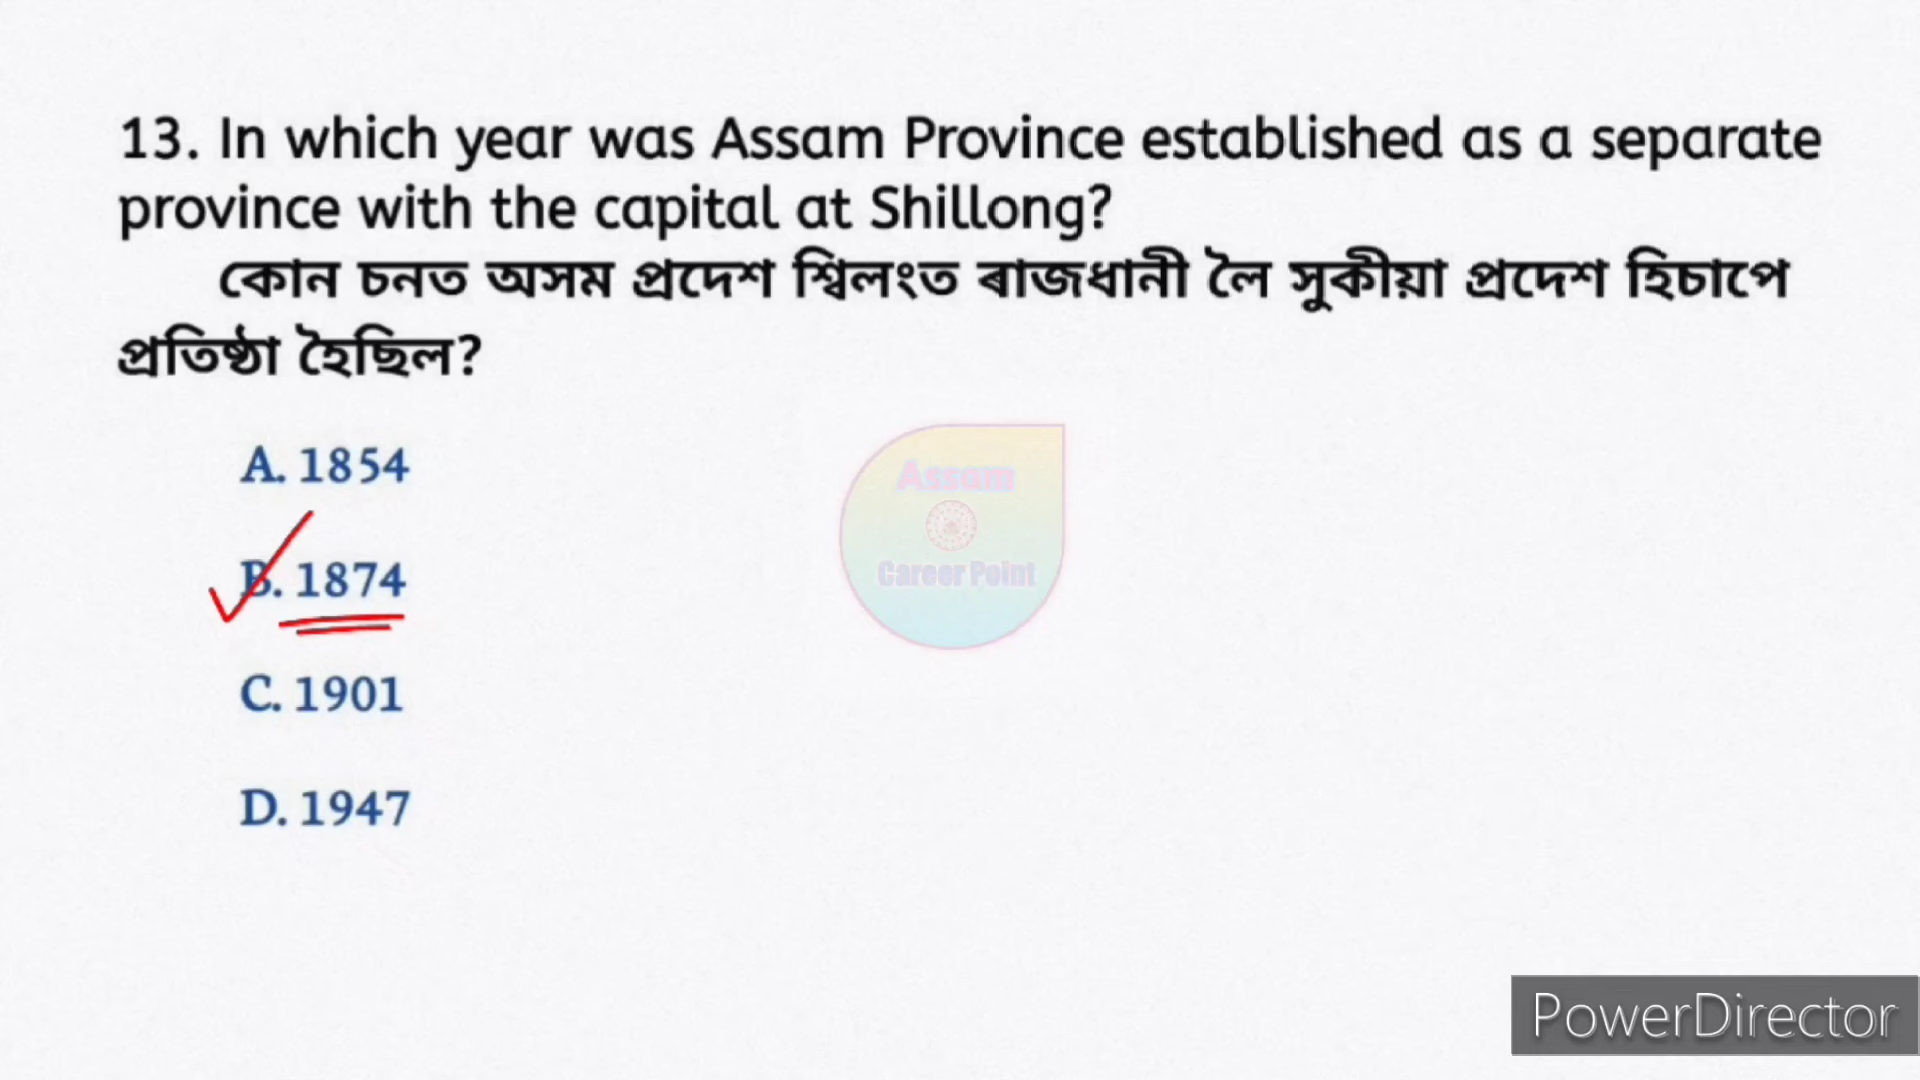 13. In which year was Assam Province established as a separate
province with the capital at Shillong?
কোন চনত অসম প্ৰদেশ শ্বিলংত ৰাজধানী লৈ সুকীয়া প্ৰদেশ হিচাপে
প্ৰতিষ্ঠা হৈছিল?
A. 1854
Assam
Career Point
B. 1874
C. 1901
D. 1947
PowerDirector